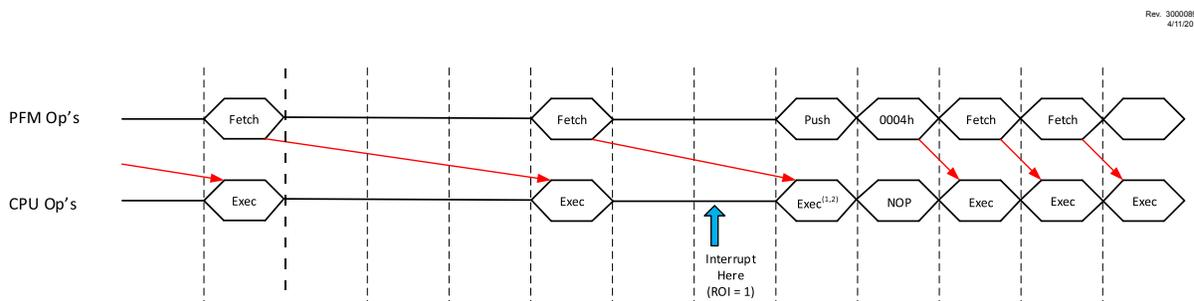 Rev. 300008
4/11/20
PFM Op's
Fetch
Fetch
Push
0004h
Fetch
Fetch
CPU Op's
Exec
Exec
Exec(1,2)
NOP
Exec
Exec
Exec
Interrupt
Here
(ROI = 1)